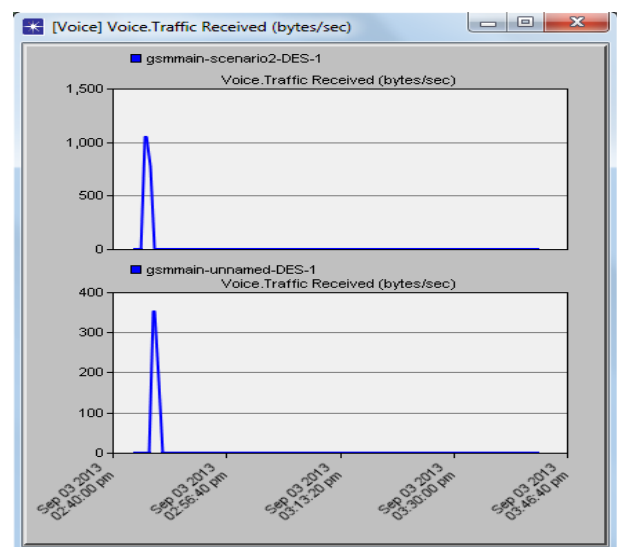 [Voice] Voice.Traffic Received (bytes/sec)
gsmmain-scenario2-DES-1
Voice.Traffic Received (bytes/sec)
1,500
1,000
500
0
gsmmain-unnamed-DES-1
Voice.Traffic Received (bytes/sec)
400
300
200
100
0
Sep 03 2013
02:40:00 pm
Sep 03 2013
02:56:40 pm
Sep 03 2013
03:13:20 pm
Sep 03 2013
03:30:00 pm
Sep 03 2013
03:46:40 pm